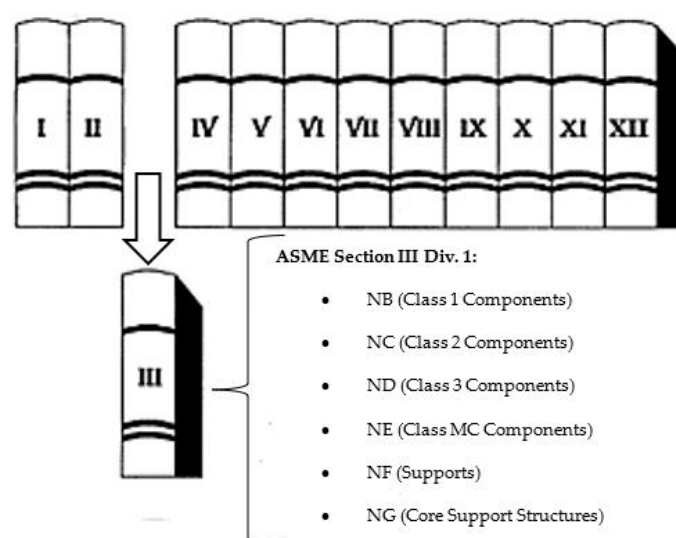 I II IV V VI VII VIII IX X XI XII
ASME Section III Div. 1:
• NB (Class 1 Components)
• NC (Class 2 Components)
• ND (Class 3 Components)
III
• NE (Class MC Components)
• NF (Supports)
• NG (Core Support Structures)